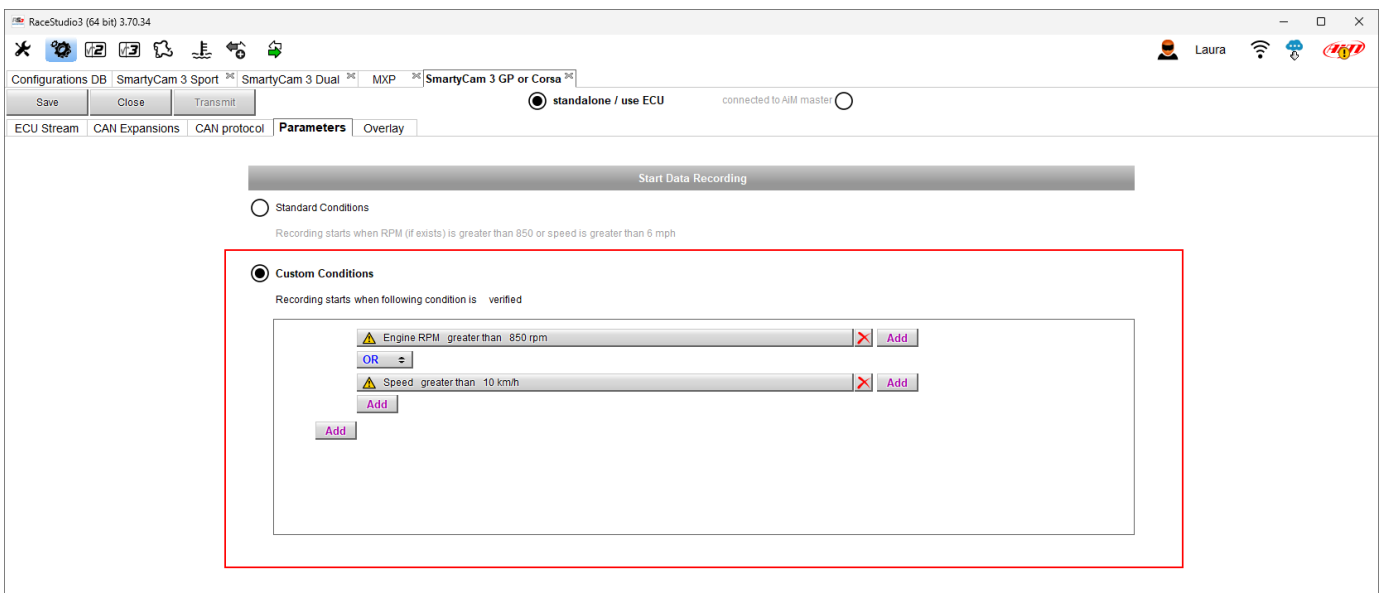 RaceStudio3 (64 bit) 3.70.34
Laura
AiM
Configurations DB SmartyCam 3 Sport SmartyCam 3 Dual MXP SmartyCam 3 GP or Corsa
Save Close Transmit standalone / use ECU connected to AiM master
ECU Stream CAN Expansions CAN protocol Parameters Overlay
Start Data Recording
Standard Conditions
Recording starts when RPM (if exists) is greater than 850 or speed is greater than 6 mph
Custom Conditions
Recording starts when following condition is verified
Engine RPM greater than 850 rpm Add
OR
Speed greater than 10 km/h Add
Add
Add